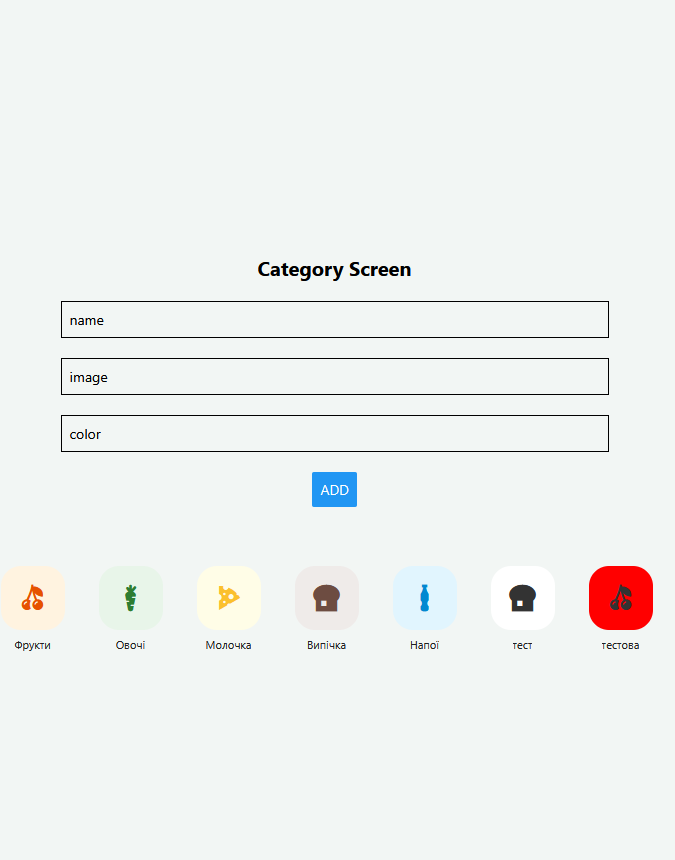 Category Screen
name
image
color
ADD
Фрукти Овочі Молочка Випічка Напої тест тестова